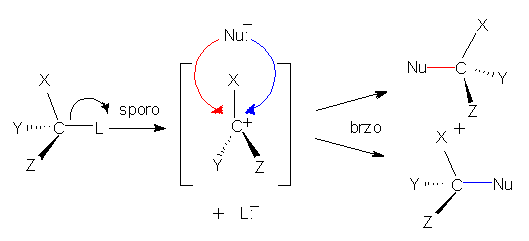 Nu:⁻
X
Y C L
Z
sporo
X
C+
Y Z
+ L:⁻
brzo
X
Nu C Y
Z
+
X
Y C Nu
Z